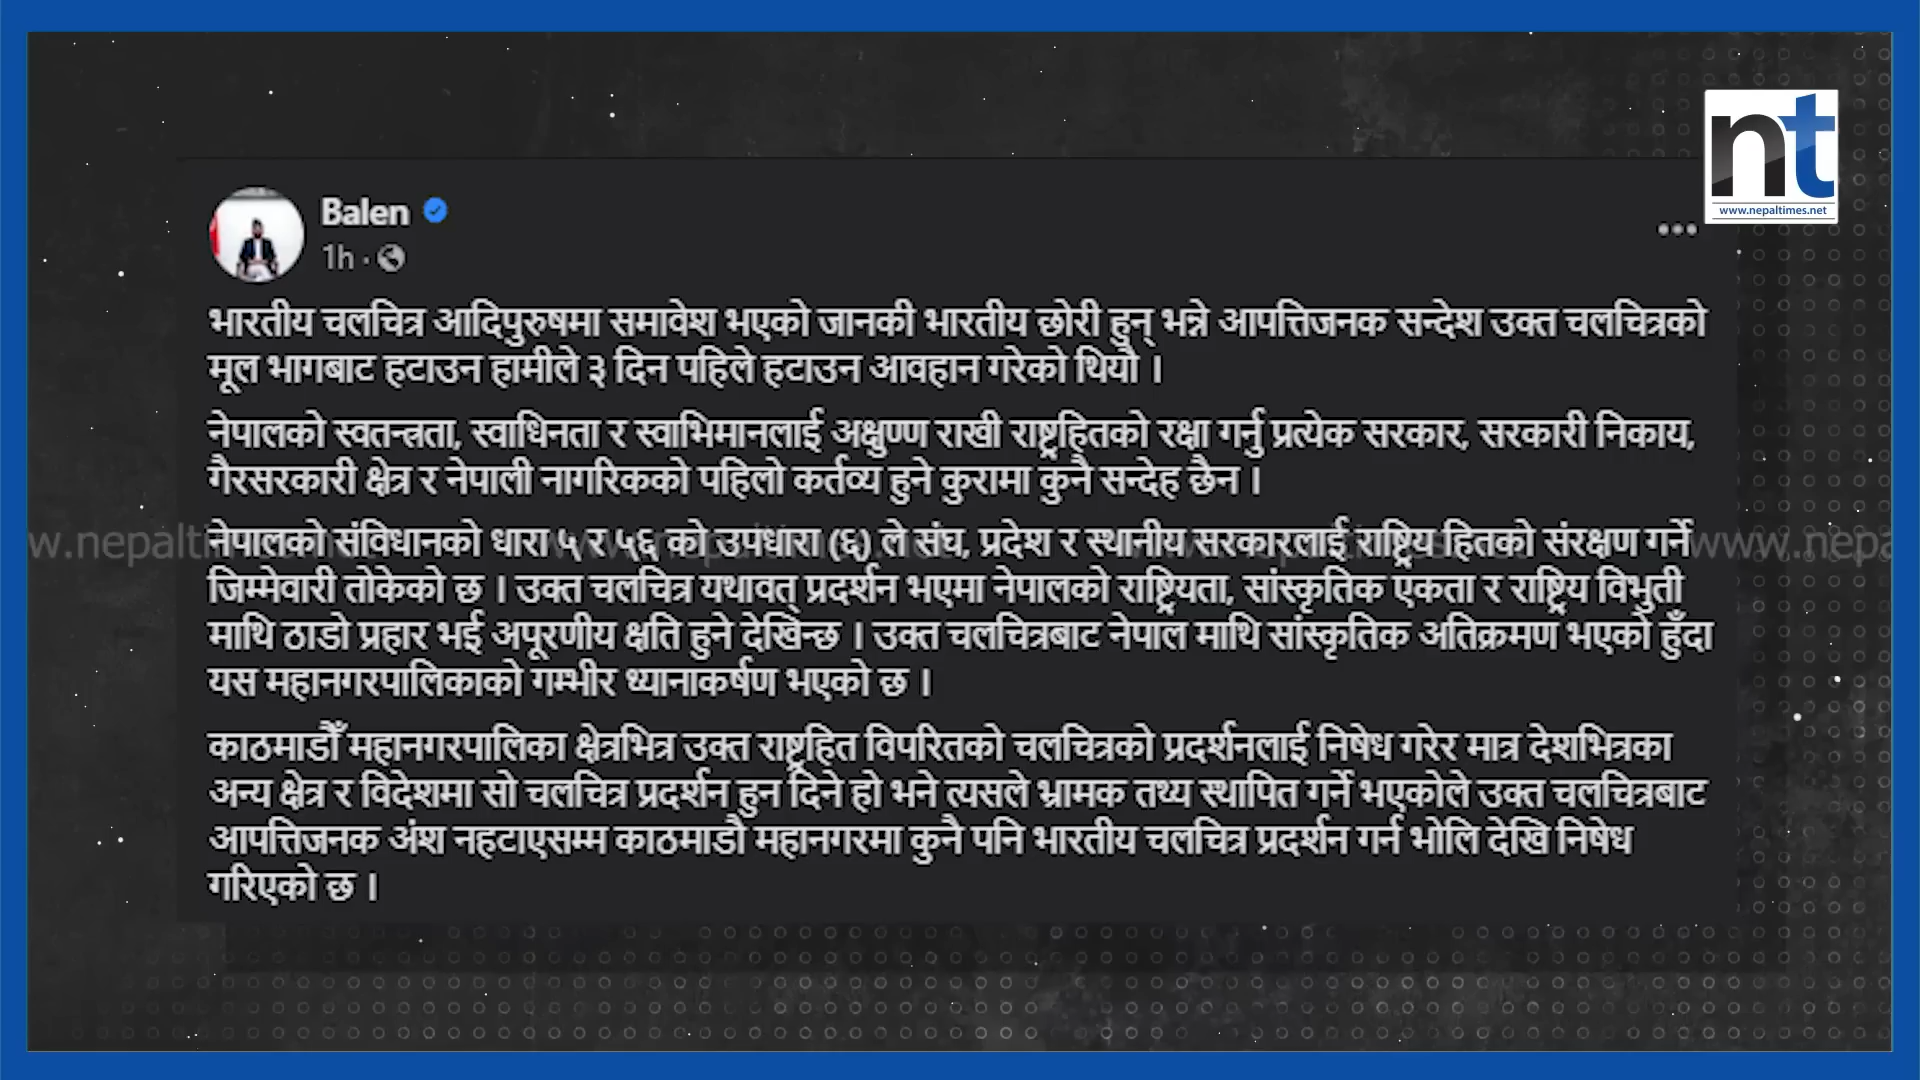 nt
www.nepaltimes.net
Balen
1h ·
भारतीय चलचित्र आदिपुरुषमा समावेश भएको जानकी भारतीय छोरी हुन् भन्ने आपत्तिजनक सन्देश उक्त चलचित्रको
मूल भागबाट हटाउन हामीले ३ दिन पहिले हटाउन आवहान गरेको थियौ ।
नेपालको स्वतन्त्रता, स्वाधिनता र स्वाभिमानलाई अक्षुण्ण राखी राष्ट्रहितको रक्षा गर्नु प्रत्येक सरकार, सरकारी निकाय,
गैरसरकारी क्षेत्र र नेपाली नागरिकको पहिलो कर्तव्य हुने कुरामा कुनै सन्देह छैन ।
नेपालको संविधानको धारा ५ र ५६ को उपधारा (६) ले संघ, प्रदेश र स्थानीय सरकारलाई राष्ट्रिय हितको संरक्षण गर्ने
जिम्मेवारी तोकेको छ । उक्त चलचित्र यथावत् प्रदर्शन भएमा नेपालको राष्ट्रियता, सांस्कृतिक एकता र राष्ट्रिय विभुती
माथि ठाडो प्रहार भई अपूरणीय क्षति हुने देखिन्छ । उक्त चलचित्रबाट नेपाल माथि सांस्कृतिक अतिक्रमण भएको हुँदा
यस महानगरपालिकाको गम्भीर ध्यानाकर्षण भएको छ ।
काठमाडौँ महानगरपालिका क्षेत्रभित्र उक्त राष्ट्रहित विपरितको चलचित्रको प्रदर्शनलाई निषेध गरेर मात्र देशभित्रका
अन्य क्षेत्र र विदेशमा सो चलचित्र प्रदर्शन हुन दिने हो भने त्यसले भ्रामक तथ्य स्थापित गर्ने भएकोले उक्त चलचित्रबाट
आपत्तिजनक अंश नहटाएसम्म काठमाडौ महानगरमा कुनै पनि भारतीय चलचित्र प्रदर्शन गर्न भोलि देखि निषेध
गरिएको छ ।